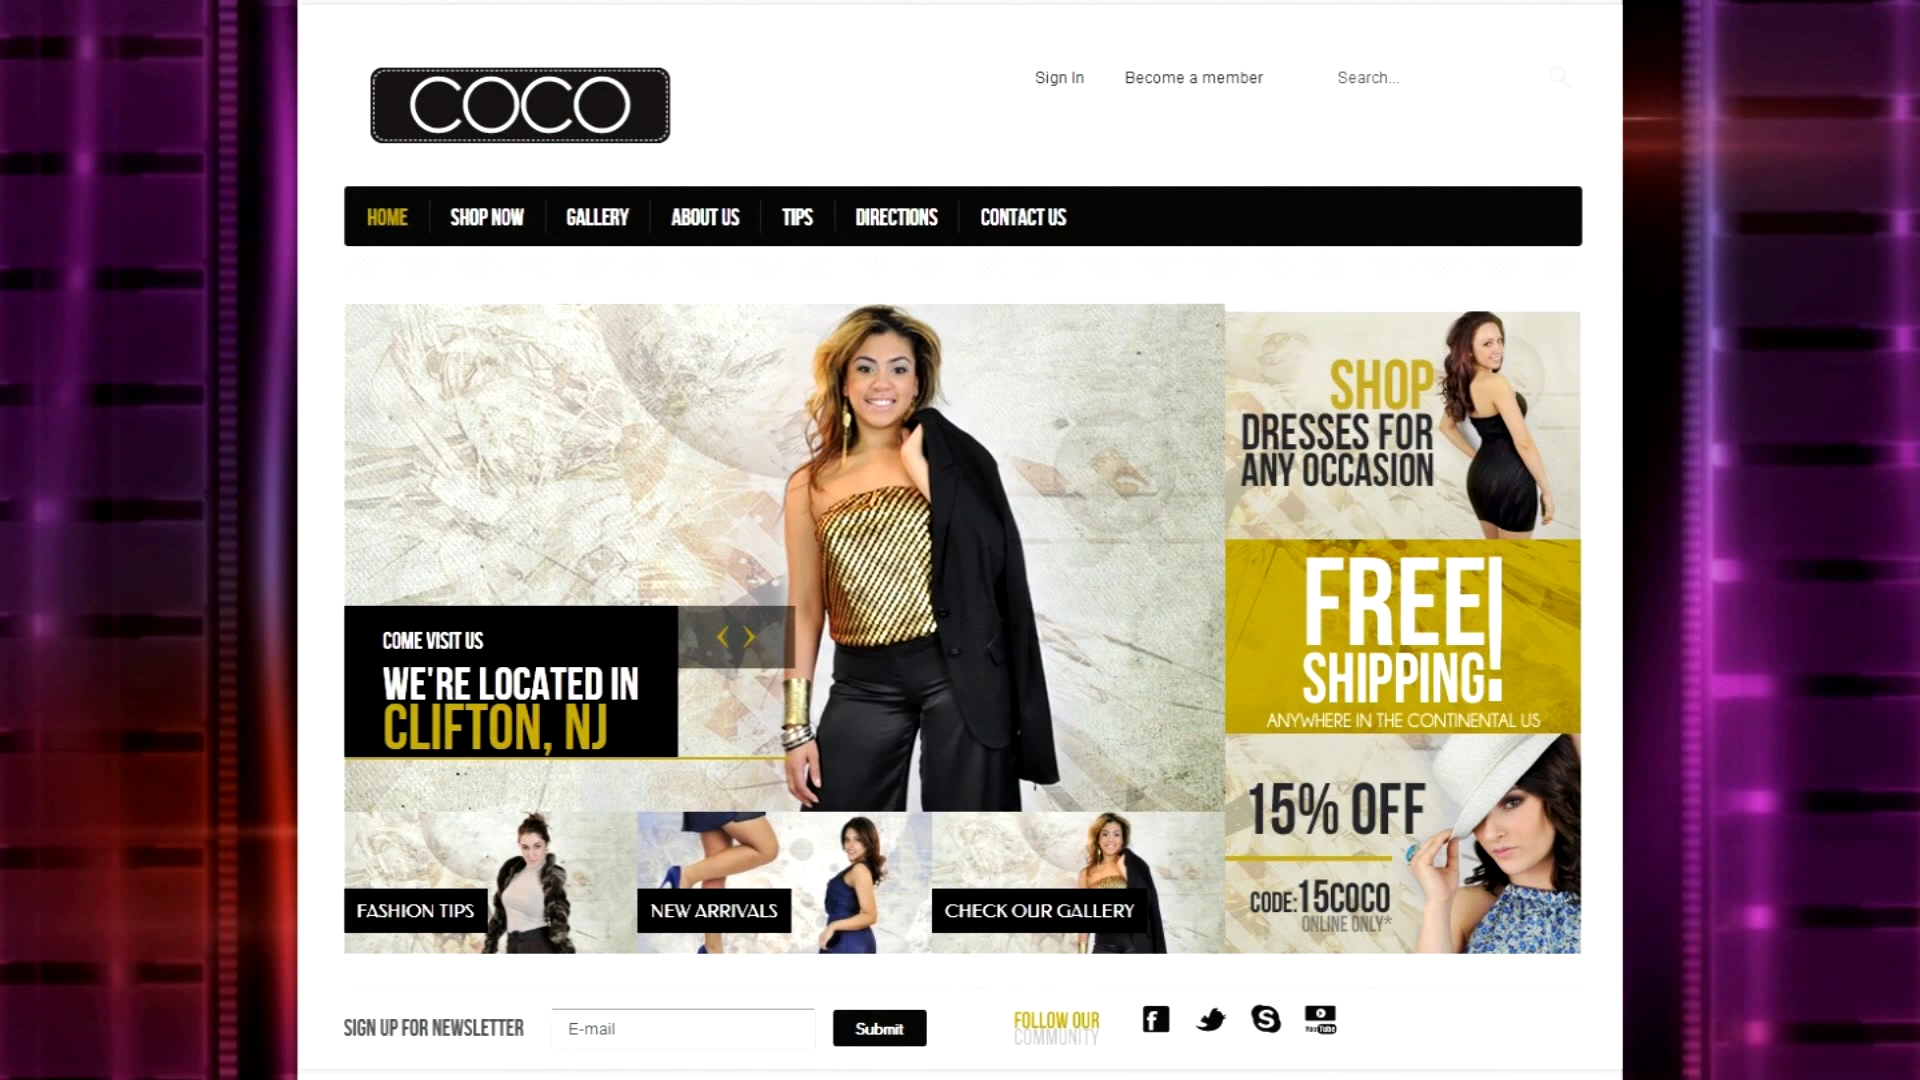 COCO
Sign In
Become a member
Search...
HOME
SHOP NOW
GALLERY
ABOUT US
TIPS
DIRECTIONS
CONTACT US
COME VISIT US
WE'RE LOCATED IN
CLIFTON, NJ
SHOP
DRESSES FOR
ANY OCCASION
FREE
SHIPPING!
ANYWHERE IN THE CONTINENTAL US
15% OFF
CODE:15COCO
ONLINE ONLY*
FASHION TIPS
NEW ARRIVALS
CHECK OUR GALLERY
SIGN UP FOR NEWSLETTER
E-mail
Submit
FOLLOW OUR
COMMUNITY
You Tube